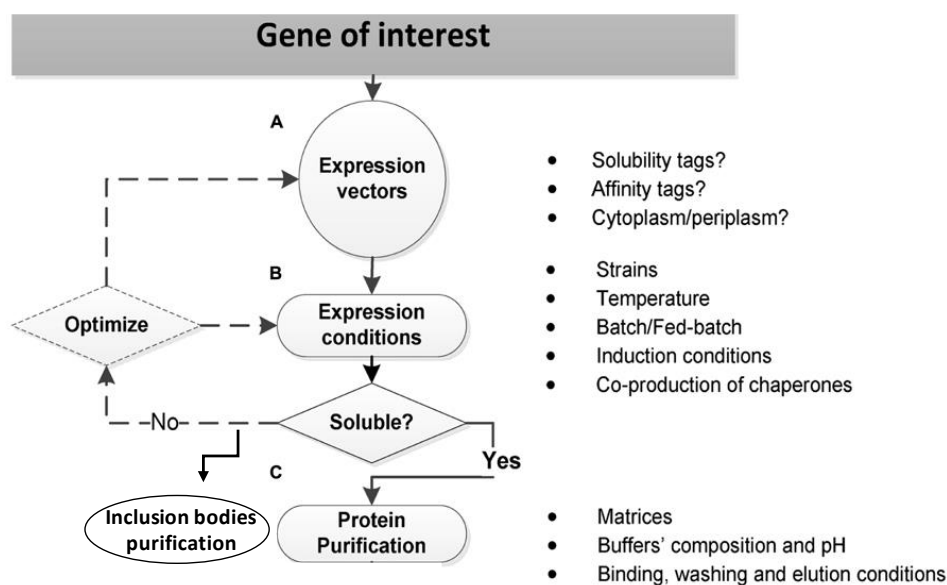 Gene of interest
A
Expression
vectors
• Solubility tags?
• Affinity tags?
• Cytoplasm/periplasm?
B
Optimize
Expression
conditions
• Strains
• Temperature
• Batch/Fed-batch
• Induction conditions
• Co-production of chaperones
No
Soluble?
Yes
C
Inclusion bodies
purification
Protein
Purification
• Matrices
• Buffers' composition and pH
• Binding, washing and elution conditions